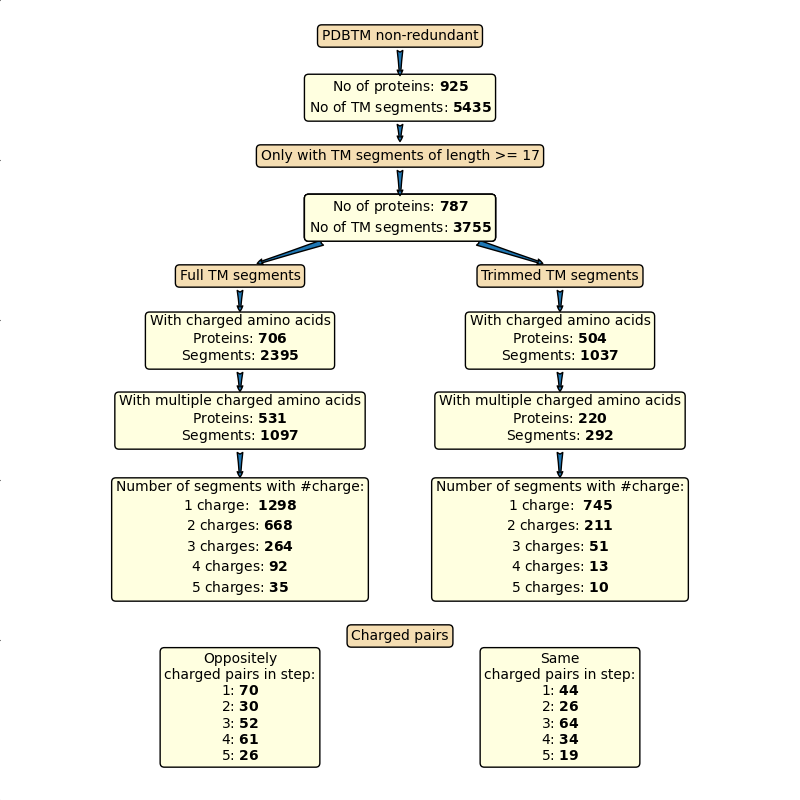 PDBTM non-redundant
No of proteins: 925
No of TM segments: 5435
Only with TM segments of length >= 17
No of proteins: 787
No of TM segments: 3755
Full TM segments
With charged amino acids
Proteins: 706
Segments: 2395
With multiple charged amino acids
Proteins: 531
Segments: 1097
Number of segments with #charge:
1 charge: 1298
2 charges: 668
3 charges: 264
4 charges: 92
5 charges: 35
Trimmed TM segments
With charged amino acids
Proteins: 504
Segments: 1037
With multiple charged amino acids
Proteins: 220
Segments: 292
Number of segments with #charge:
1 charge: 745
2 charges: 211
3 charges: 51
4 charges: 13
5 charges: 10
Charged pairs
Oppositely
charged pairs in step:
1: 70
2: 30
3: 52
4: 61
5: 26
Same
charged pairs in step:
1: 44
2: 26
3: 64
4: 34
5: 19